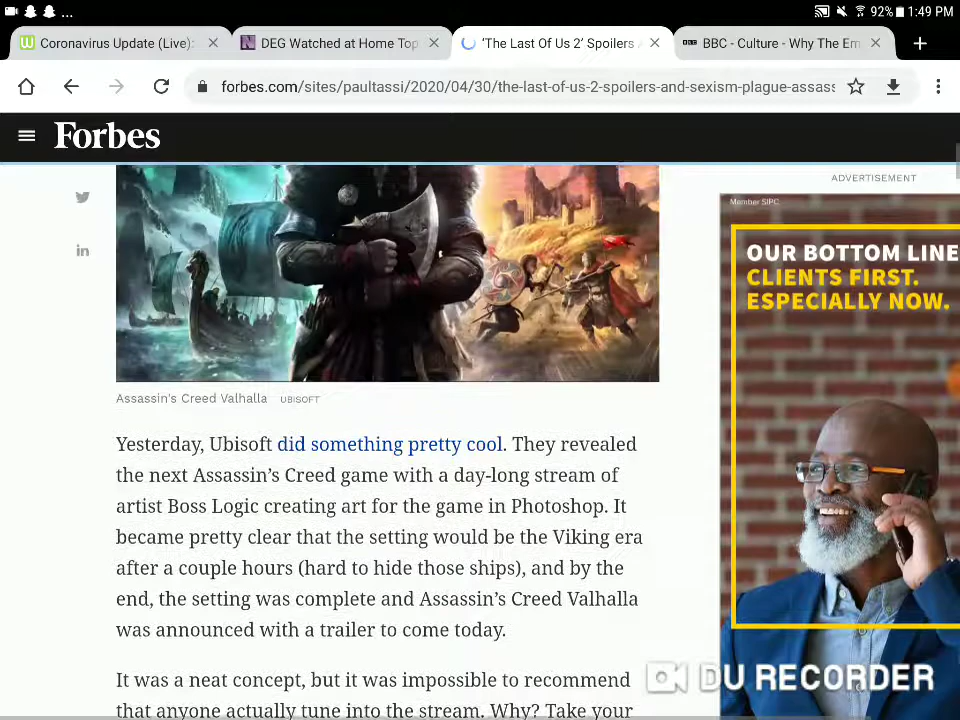 ... 92% 1:49 PM
Coronavirus Update (Live): DEG Watched at Home Top 'The Last Of Us 2' Spoilers BBC - Culture - Why The Em
forbes.com/sites/paultassi/2020/04/30/the-last-of-us-2-spoilers-and-sexism-plague-assass
Forbes
ADVERTISEMENT
Member SIPC
OUR BOTTOM LINE
CLIENTS FIRST.
ESPECIALLY NOW.
Assassin's Creed Valhalla UBISOFT
Yesterday, Ubisoft did something pretty cool. They revealed
the next Assassin's Creed game with a day-long stream of
artist Boss Logic creating art for the game in Photoshop. It
became pretty clear that the setting would be the Viking era
after a couple hours (hard to hide those ships), and by the
end, the setting was complete and Assassin's Creed Valhalla
was announced with a trailer to come today.
It was a neat concept, but it was impossible to recommend
that anyone actually tune into the stream. Why? Take your
DU RECORDER